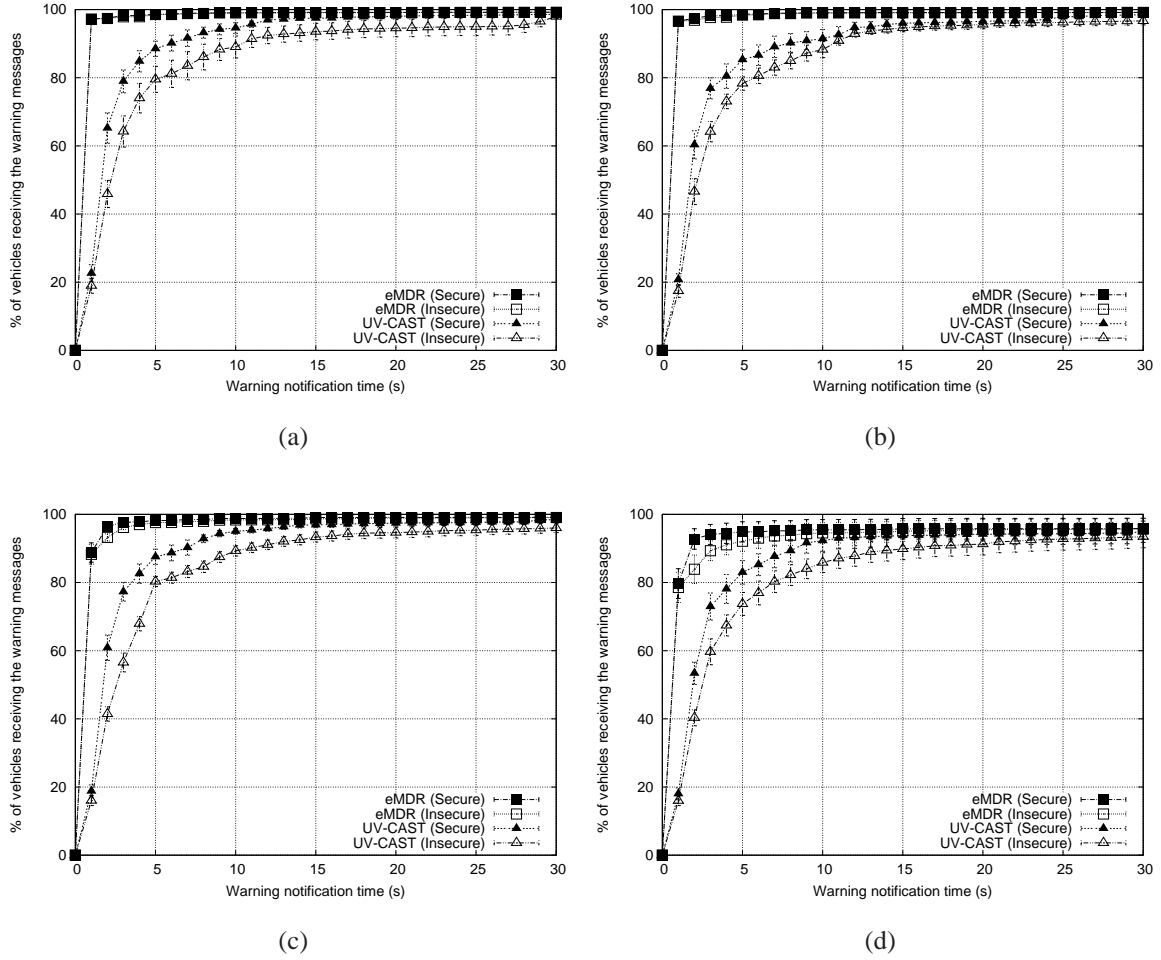 % of vehicles receiving the warning messages
100
80
60
40
20
0
eMDR (Secure)
eMDR (Insecure)
UV-CAST (Secure)
UV-CAST (Insecure)
0 5 10 15 20 25 30
Warning notification time (s)
(a)
% of vehicles receiving the warning messages
100
80
60
40
20
0
eMDR (Secure)
eMDR (Insecure)
UV-CAST (Secure)
UV-CAST (Insecure)
0 5 10 15 20 25 30
Warning notification time (s)
(b)
% of vehicles receiving the warning messages
100
80
60
40
20
0
eMDR (Secure)
eMDR (Insecure)
UV-CAST (Secure)
UV-CAST (Insecure)
0 5 10 15 20 25 30
Warning notification time (s)
(c)
% of vehicles receiving the warning messages
100
80
60
40
20
0
eMDR (Secure)
eMDR (Insecure)
UV-CAST (Secure)
UV-CAST (Insecure)
0 5 10 15 20 25 30
Warning notification time (s)
(d)